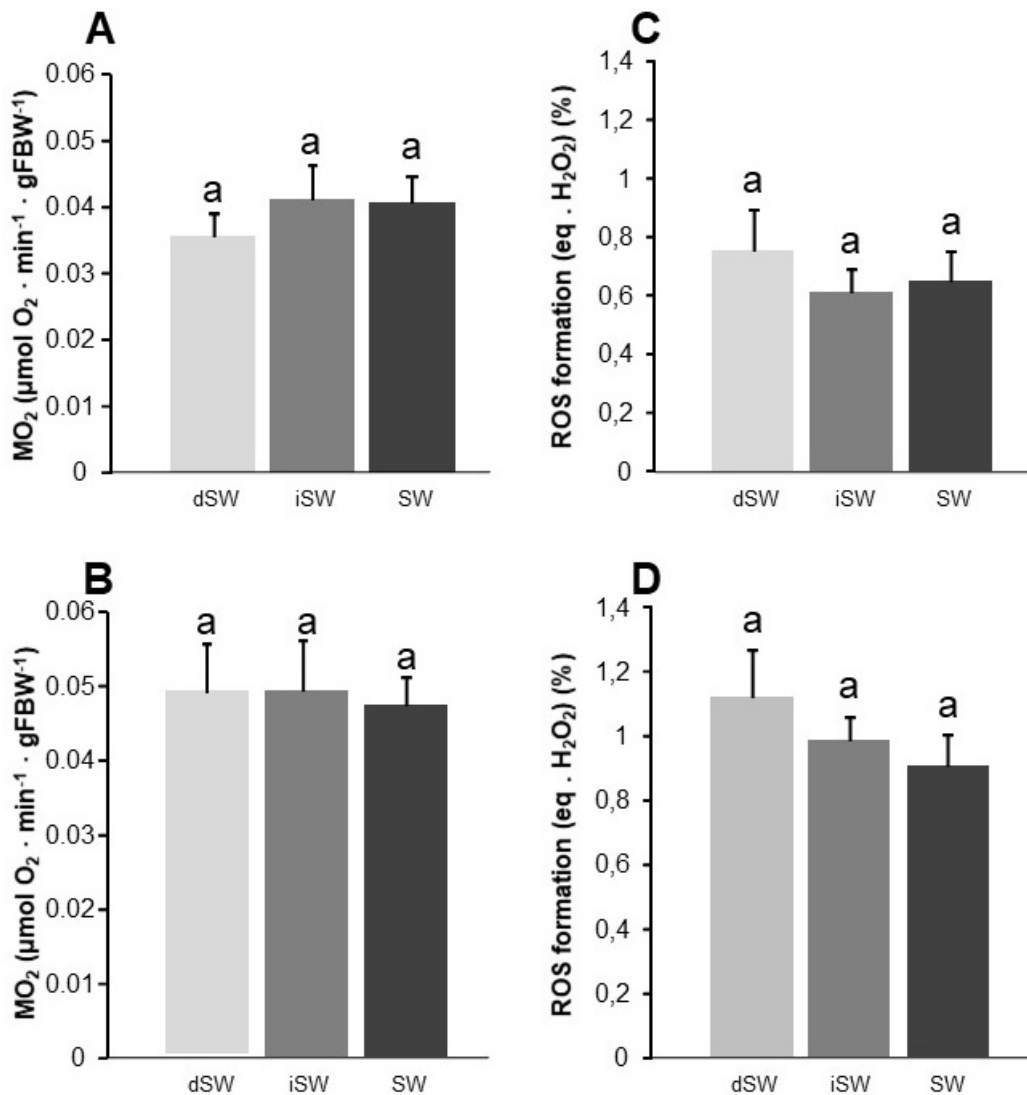 A
MO₂ (µmol O₂ · min⁻¹ · gFBW⁻¹)
0.06
0.05
0.04
0.03
0.02
0.01
0
a
a
a
dSW
iSW
SW
C
ROS formation (eq . H₂O₂) (%)
1,4
1,2
1
0,8
0,6
0,4
0,2
0
a
a
a
dSW
iSW
SW
B
MO₂ (µmol O₂ · min⁻¹ · gFBW⁻¹)
0.06
0.05
0.04
0.03
0.02
0.01
0
a
a
a
dSW
iSW
SW
D
ROS formation (eq . H₂O₂) (%)
1,4
1,2
1
0,8
0,6
0,4
0,2
0
a
a
a
dSW
iSW
SW